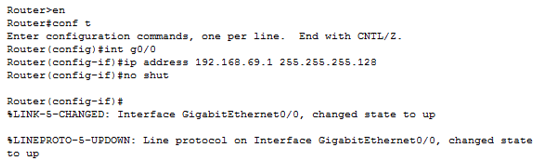 Router>en
Router#conf t
Enter configuration commands, one per line.  End with CNTL/Z.
Router(config)#int g0/0
Router(config-if)#ip address 192.168.69.1 255.255.255.128
Router(config-if)#no shut
Router(config-if)#
%LINK-5-CHANGED: Interface GigabitEthernet0/0, changed state to up
%LINEPROTO-5-UPDOWN: Line protocol on Interface GigabitEthernet0/0, changed state
to up